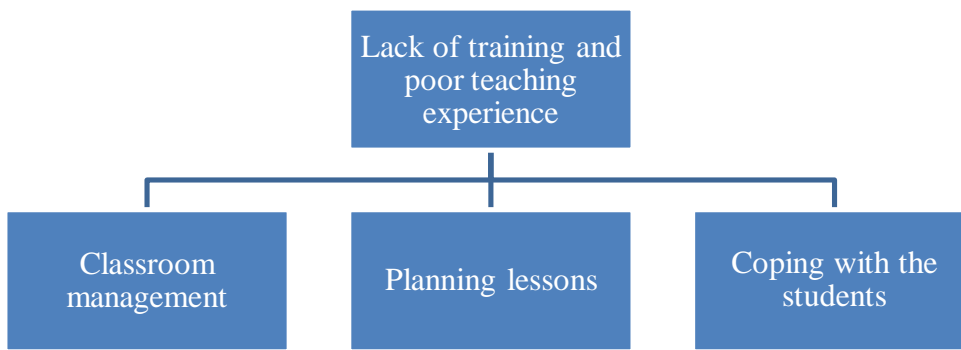 Lack of training and
poor teaching
experience
Classroom
management
Planning lessons
Coping with the
students